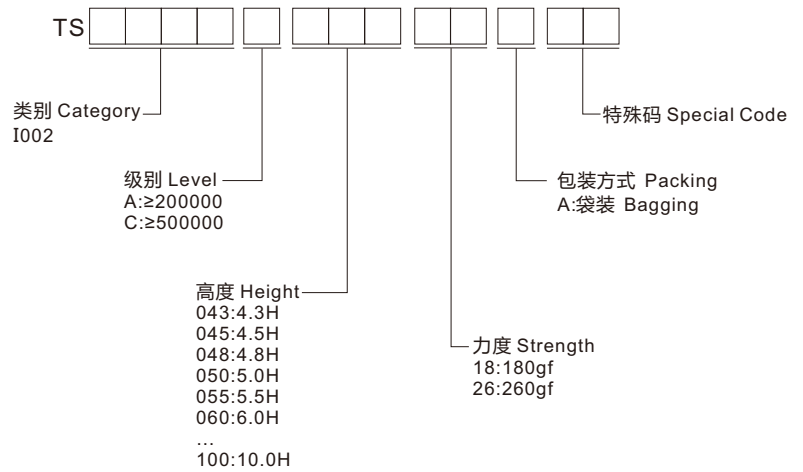 TS
类别 Category
I002
特殊码 Special Code
级别 Level
A:≥200000
C:≥500000
包装方式 Packing
A:袋装 Bagging
高度 Height
043:4.3H
045:4.5H
048:4.8H
050:5.0H
055:5.5H
060:6.0H
...
100:10.0H
力度 Strength
18:180gf
26:260gf